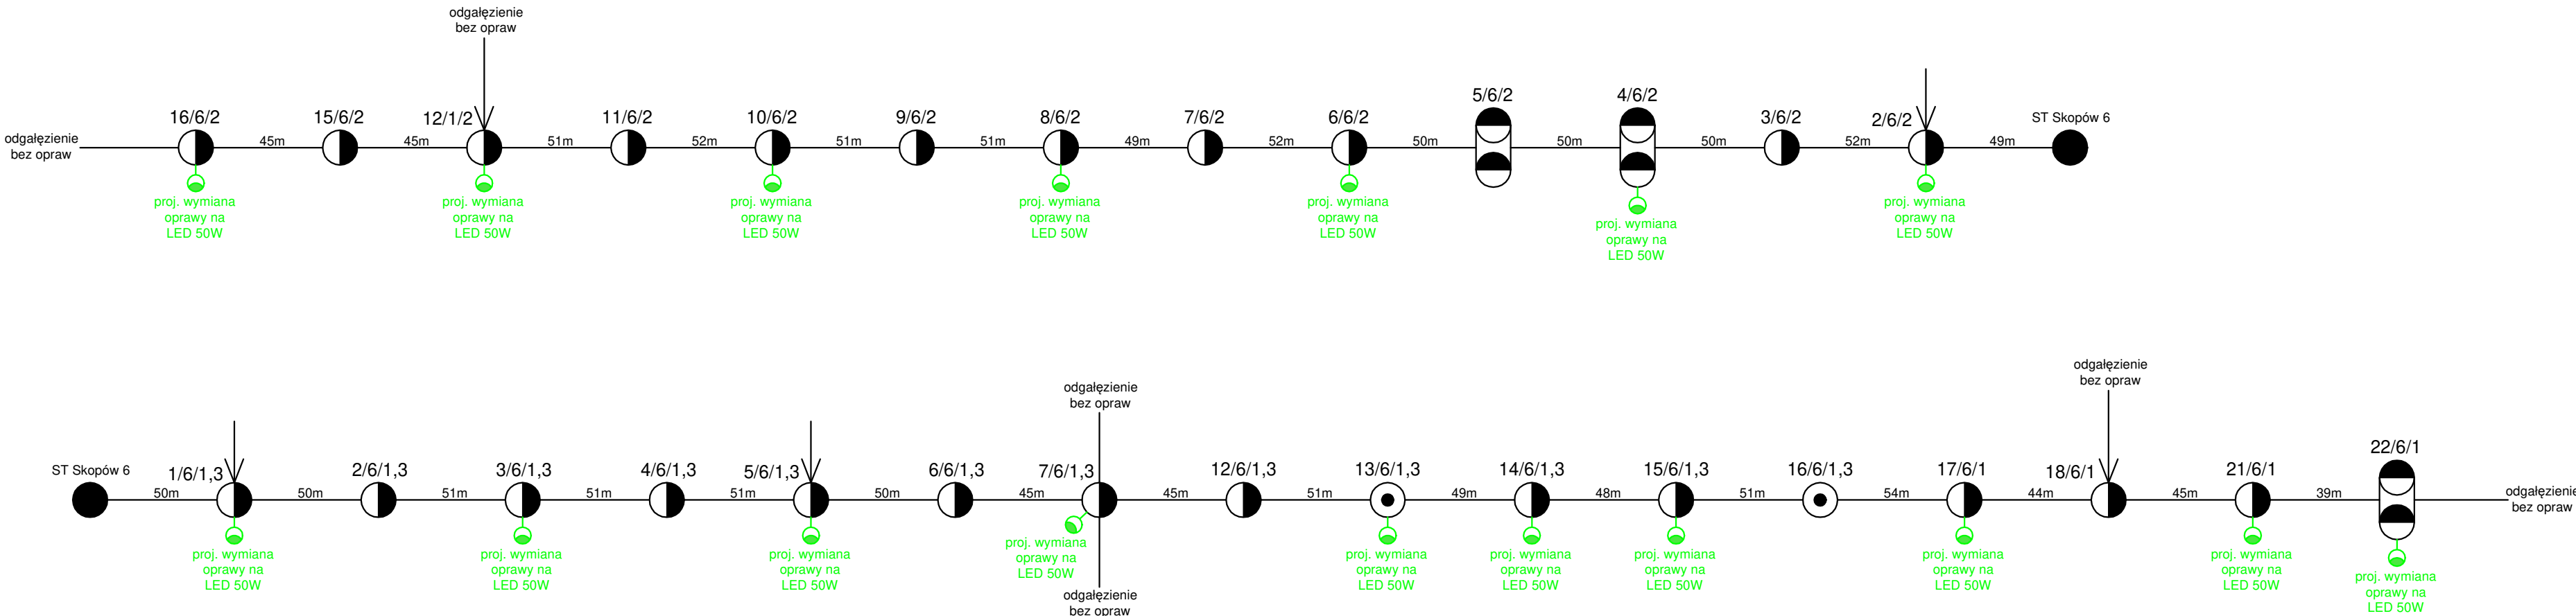 odgałęzienie
bez opraw
16/6/2
15/6/2
12/1/2
11/6/2
10/6/2
9/6/2
8/6/2
7/6/2
6/6/2
5/6/2
4/6/2
3/6/2
2/6/2
ST Skopów 6
odgałęzienie
bez opraw
45m
45m
51m
52m
51m
51m
49m
52m
50m
50m
50m
52m
49m
proj. wymiana
oprawy na
LED 50W
proj. wymiana
oprawy na
LED 50W
proj. wymiana
oprawy na
LED 50W
proj. wymiana
oprawy na
LED 50W
proj. wymiana
oprawy na
LED 50W
proj. wymiana
oprawy na
LED 50W
proj. wymiana
oprawy na
LED 50W
odgałęzienie
bez opraw
odgałęzienie
bez opraw
ST Skopów 6
1/6/1,3
2/6/1,3
3/6/1,3
4/6/1,3
5/6/1,3
6/6/1,3
7/6/1,3
12/6/1,3
13/6/1,3
14/6/1,3
15/6/1,3
16/6/1,3
17/6/1
18/6/1
21/6/1
22/6/1
50m
50m
51m
51m
51m
50m
45m
45m
51m
49m
48m
51m
54m
44m
45m
39m
odgałęzienie
bez opraw
proj. wymiana
oprawy na
LED 50W
proj. wymiana
oprawy na
LED 50W
proj. wymiana
oprawy na
LED 50W
proj. wymiana
oprawy na
LED 50W
proj. wymiana
oprawy na
LED 50W
proj. wymiana
oprawy na
LED 50W
proj. wymiana
oprawy na
LED 50W
proj. wymiana
oprawy na
LED 50W
proj. wymiana
oprawy na
LED 50W
proj. wymiana
oprawy na
LED 50W
odgałęzienie
bez opraw